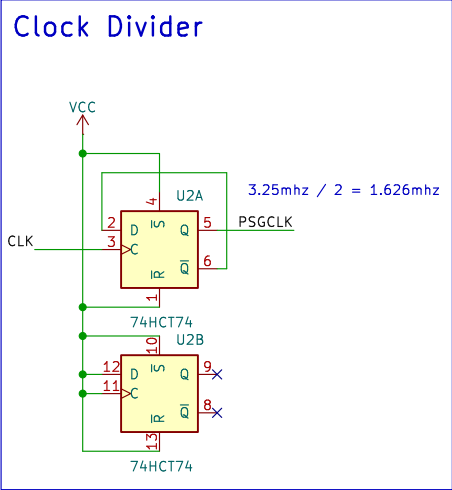 Clock Divider
VCC
U2A
3.25mhz / 2 = 1.626mhz
4
S
2
D
Q
5
PSGCLK
CLK
3
C
Q
6
R
1
74HCT74
U2B
10
S
12
D
Q
9
11
C
Q
8
R
13
74HCT74